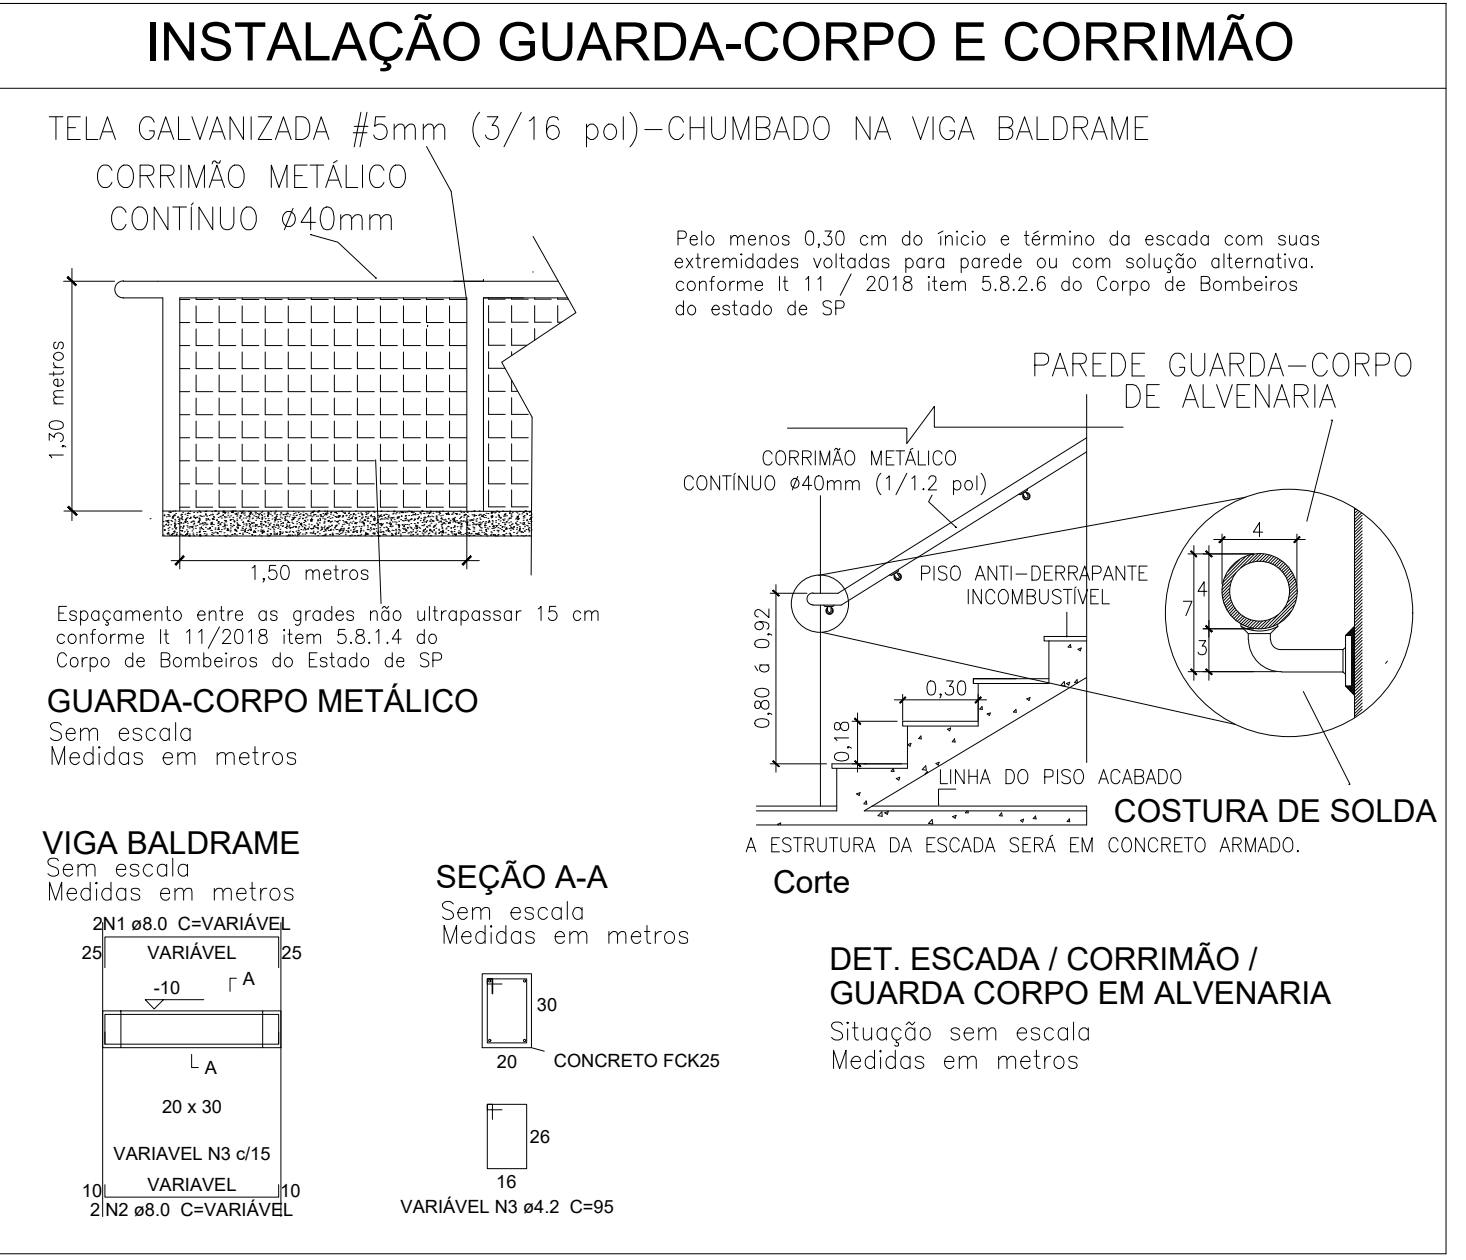 INSTALAÇÃO GUARDA-CORPO E CORRIMÃO
TELA GALVANIZADA #5mm (3/16 pol)-CHUMBADO NA VIGA BALDRAME
CORRIMÃO METÁLICO
CONTÍNUO ø40mm
1,30 metros
1,50 metros
Espaçamento entre as grades não ultrapassar 15 cm
conforme It 11/2018 item 5.8.1.4 do
Corpo de Bombeiros do Estado de SP
GUARDA-CORPO METÁLICO
Sem escala
Medidas em metros
Pelo menos 0,30 cm do ínicio e término da escada com suas
extremidades voltadas para parede ou com solução alternativa.
conforme It 11 / 2018 item 5.8.2.6 do Corpo de Bombeiros
do estado de SP
PAREDE GUARDA-CORPO
DE ALVENARIA
CORRIMÃO METÁLICO
CONTÍNUO ø40mm (1/1.2 pol)
PISO ANTI-DERRAPANTE
INCOMBUSTÍVEL
4
4
7
3
0,80 á 0,92
0,30
0,18
LINHA DO PISO ACABADO
COSTURA DE SOLDA
A ESTRUTURA DA ESCADA SERÁ EM CONCRETO ARMADO.
Corte
DET. ESCADA / CORRIMÃO /
GUARDA CORPO EM ALVENARIA
Situação sem escala
Medidas em metros
VIGA BALDRAME
Sem escala
Medidas em metros
2N1 ø8.0 C=VARIÁVEL
25 VARIÁVEL 25
-10 A
A
20 x 30
VARIAVEL N3 c/15
10 VARIAVEL 10
2 N2 ø8.0 C=VARIÁVEL
SEÇÃO A-A
Sem escala
Medidas em metros
30
20 CONCRETO FCK25
26
16
VARIÁVEL N3 ø4.2 C=95